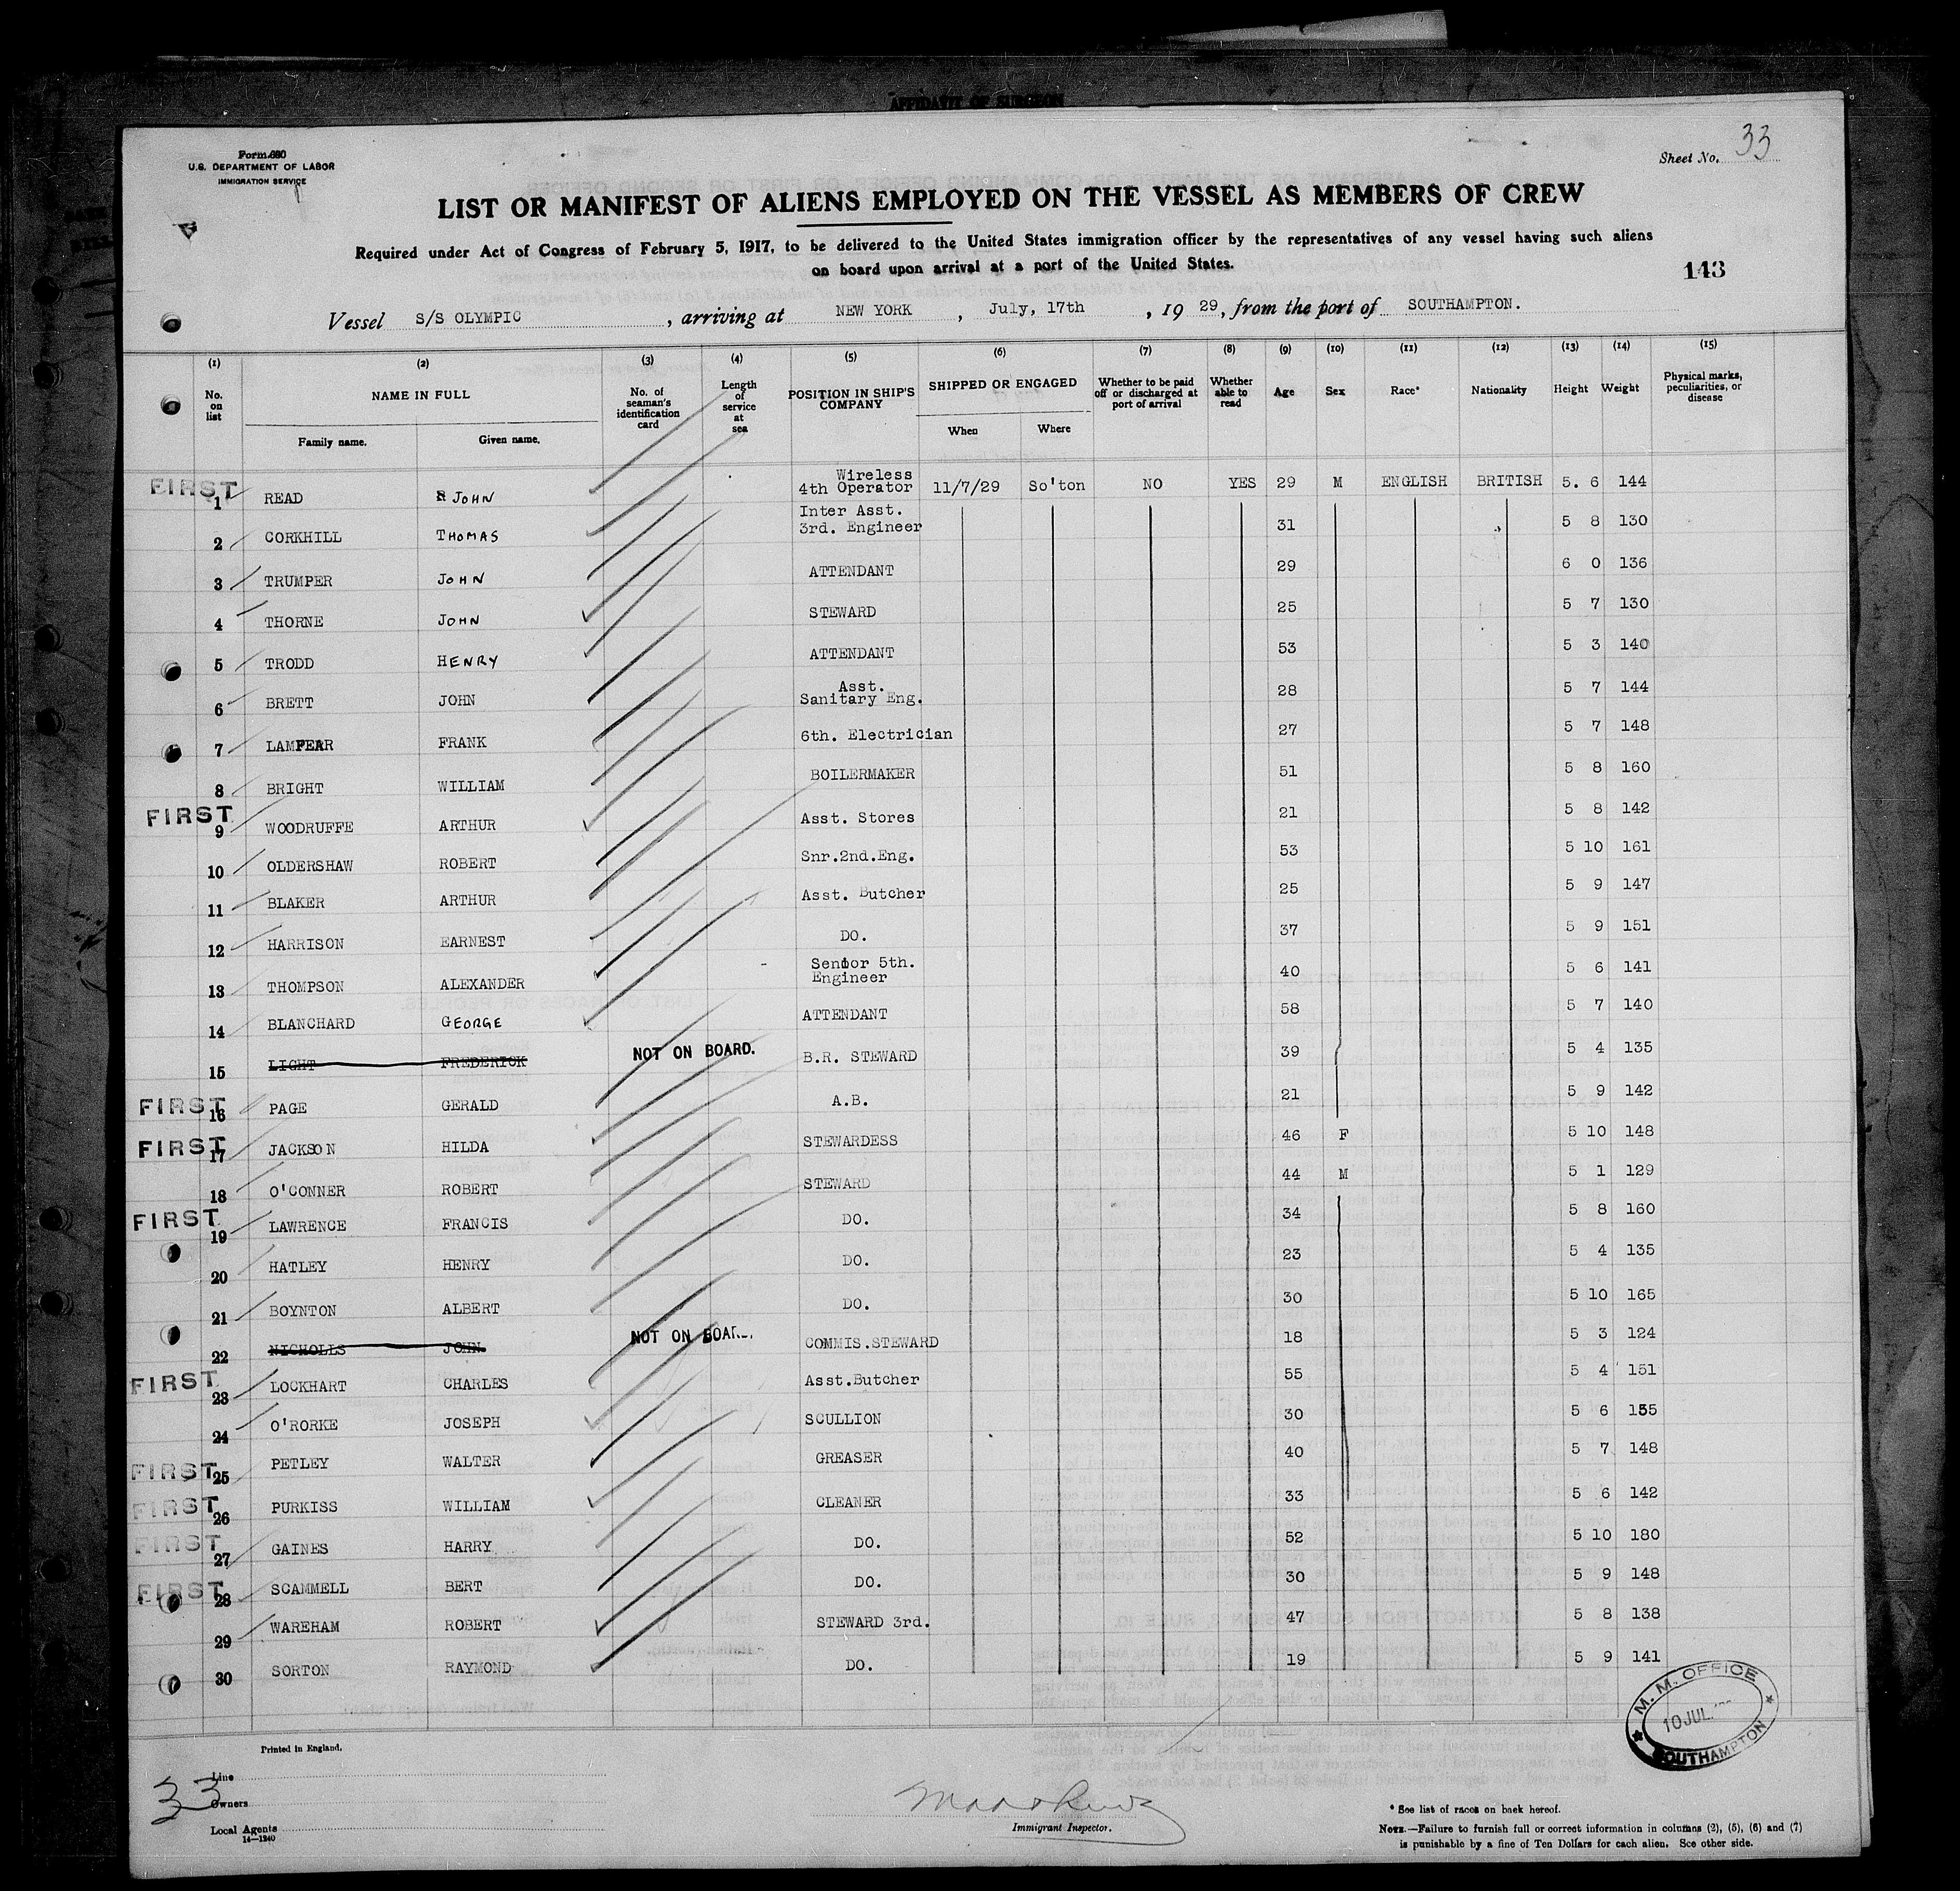 AFFIDAVIT OF SURGEON
Form 680
U.S. DEPARTMENT OF LABOR
IMMIGRATION SERVICE
Sheet No. 33
LIST OR MANIFEST OF ALIENS EMPLOYED ON THE VESSEL AS MEMBERS OF CREW
Required under Act of Congress of February 5, 1917, to be delivered to the United States immigration officer by the representatives of any vessel having such aliens
on board upon arrival at a port of the United States.
143
Vessel S/S OLYMPIC, arriving at NEW YORK, July, 17th, 19 29, from the port of SOUTHAMPTON.
(1) (2) (3) (4) (5) (6) (7) (8) (9) (10) (11) (12) (13) (14) (15)
No. on list NAME IN FULL Family name. Given name. No. of seaman's identification card Length of service at sea POSITION IN SHIP'S COMPANY SHIPPED OR ENGAGED When Where Whether to be paid off or discharged at port of arrival Whether able to read Age Sex Race* Nationality Height Weight Physical marks, peculiarities, or disease
FIRST 1 READ JOHN Wireless 4th Operator 11/7/29 So'ton NO YES 29 M ENGLISH BRITISH 5. 6 144
2 CORKHILL THOMAS Inter Asst. 3rd. Engineer 31 5 8 130
3 TRUMPER JOHN ATTENDANT 29 6 0 136
4 THORNE JOHN STEWARD 25 5 7 130
5 TRODD HENRY ATTENDANT 53 5 3 140
6 BRETT JOHN Asst. Sanitary Eng. 28 5 7 144
7 LAMPEAR FRANK 6th. Electrician 27 5 7 148
8 BRIGHT WILLIAM BOILERMAKER 51 5 8 160
FIRST 9 WOODRUFFE ARTHUR Asst. Stores 21 5 8 142
10 OLDERSHAW ROBERT Snr.2nd.Eng. 53 5 10 161
11 BLAKER ARTHUR Asst. Butcher 25 5 9 147
12 HARRISON EARNEST DO. 37 5 9 151
13 THOMPSON ALEXANDER Senior 5th. Engineer 40 5 6 141
14 BLANCHARD GEORGE ATTENDANT 58 5 7 140
15 LIGHT FREDERICK NOT ON BOARD. B.R. STEWARD 39 5 4 135
FIRST 16 PAGE GERALD A.B. 21 5 9 142
FIRST 17 JACKSON HILDA STEWARDESS 46 F 5 10 148
18 O'CONNER ROBERT STEWARD 44 M 5 1 129
FIRST 19 LAWRENCE FRANCIS DO. 34 5 8 160
20 HATLEY HENRY DO. 23 5 4 135
21 BOYNTON ALBERT DO. 30 5 10 165
22 NICHOLLS JOHN NOT ON BOARD. COMMIS.STEWARD 18 5 3 124
FIRST 23 LOCKHART CHARLES Asst.Butcher 55 5 4 151
24 O'RORKE JOSEPH SCULLION 30 5 6 155
FIRST 25 PETLEY WALTER GREASER 40 5 7 148
FIRST 26 PURKISS WILLIAM CLEANER 33 5 6 142
FIRST 27 GAINES HARRY DO. 52 5 10 180
FIRST 28 SCAMMELL BERT DO. 30 5 9 148
29 WAREHAM ROBERT STEWARD 3rd. 47 5 8 138
30 SORTON RAYMOND DO. 19 5 9 141
M. M. OFFICE
10 JUL.
SOUTHAMPTON
Printed in England.
33
Line
Owners
Local Agents
14—1240
Immigrant Inspector.
* See list of races on back hereof.
NOTE.—Failure to furnish full or correct information in columns (2), (5), (6) and (7)
is punishable by a fine of Ten Dollars for each alien. See other side.